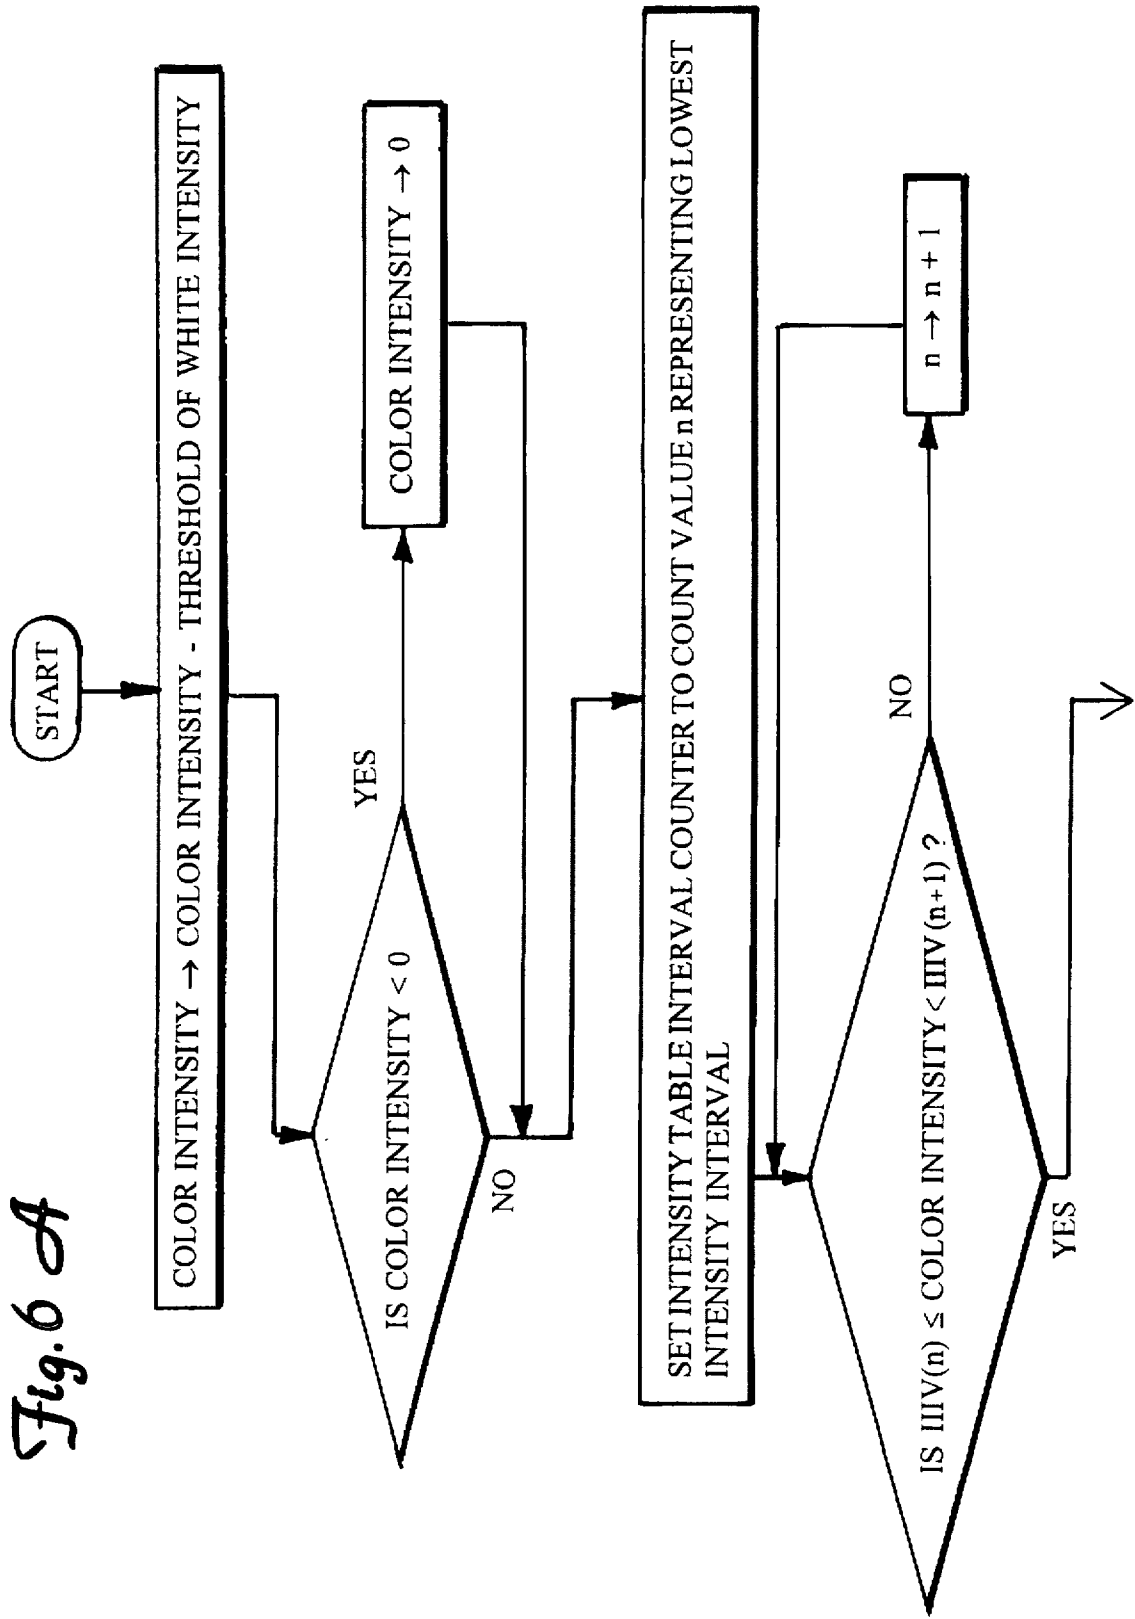 Fig. 6 A
START
COLOR INTENSITY → COLOR INTENSITY - THRESHOLD OF WHITE INTENSITY
IS COLOR INTENSITY < 0
YES
COLOR INTENSITY → 0
NO
SET INTENSITY TABLE INTERVAL COUNTER TO COUNT VALUE n REPRESENTING LOWEST
INTENSITY INTERVAL
IS IIIV(n) ≤ COLOR INTENSITY < IIIV(n+1) ?
NO
n → n + 1
YES